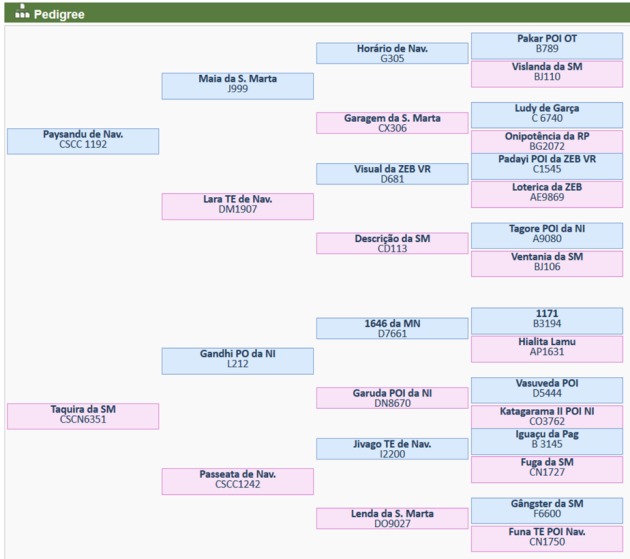 Pedigree
Pakar POI OT
B789
Horário de Nav.
G305
Vislanda da SM
BJ110
Maia da S. Marta
J999
Ludy de Garça
C 6740
Garagem da S. Marta
CX306
Onipotência da RP
BG2072
Paysandu de Nav.
CSCC 1192
Padayi POI da ZEB VR
C1545
Visual da ZEB VR
D681
Loterica da ZEB
AE9869
Lara TE de Nav.
DM1907
Tagore POI da NI
A9080
Descrição da SM
CD113
Ventania da SM
BJ106
1171
B3194
1646 da MN
D7661
Hialita Lamu
AP1631
Gandhi PO da NI
L212
Vasuveda POI
D5444
Garuda POI da NI
DN8670
Katagarama II POI NI
CO3762
Taquira da SM
CSCN6351
Iguaçu da Pag
B 3145
Jivago TE de Nav.
I2200
Fuga da SM
CN1727
Passeata de Nav.
CSCC1242
Gângster da SM
F6600
Lenda da S. Marta
DO9027
Funa TE POI Nav.
CN1750